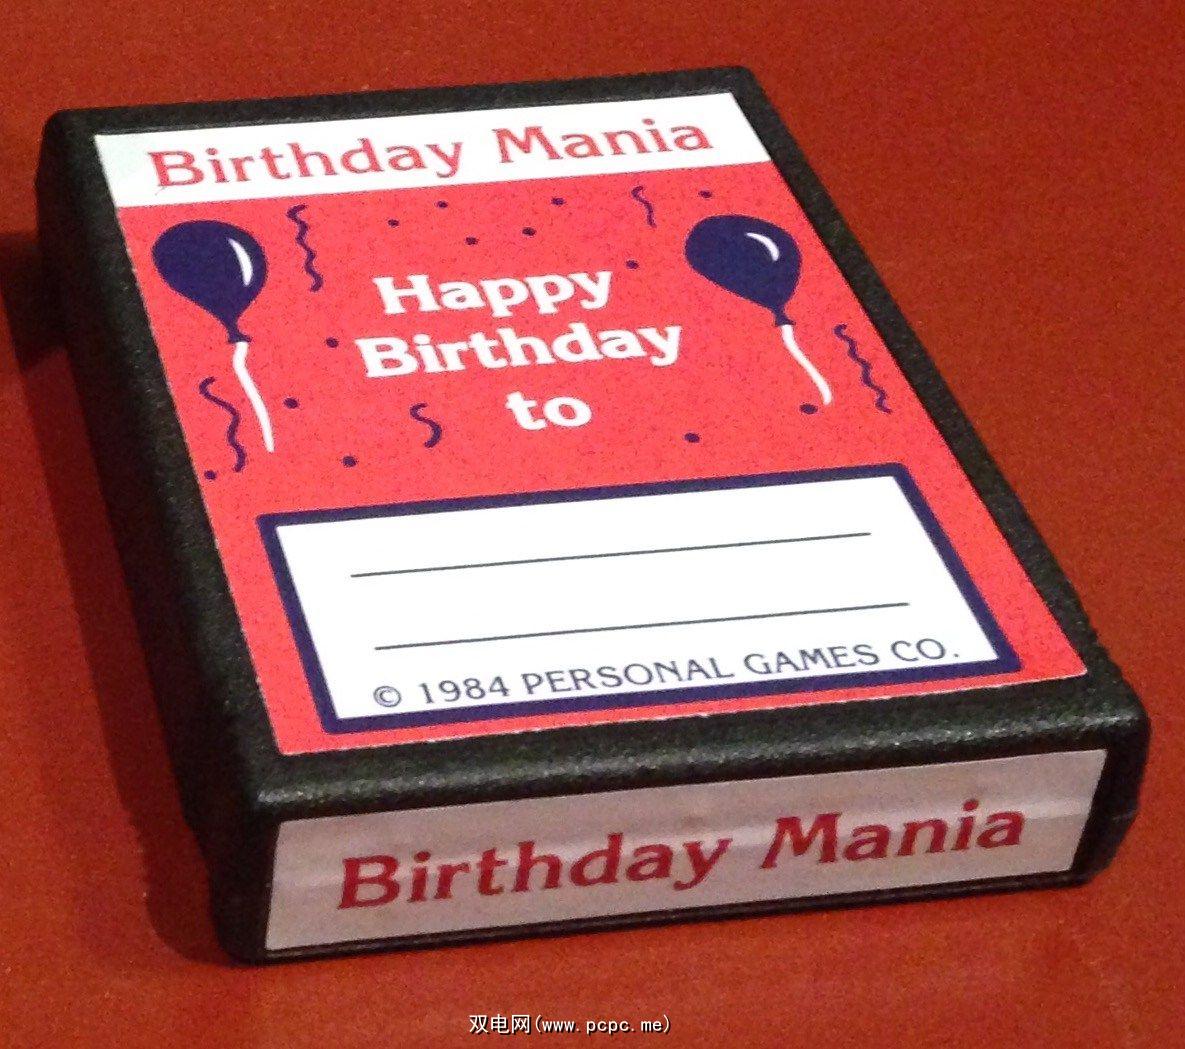 Birthday Mania
Happy
Birthday
to
© 1984 PERSONAL GAMES CO.
Birthday Mania
双电网(www.pcpc.me)